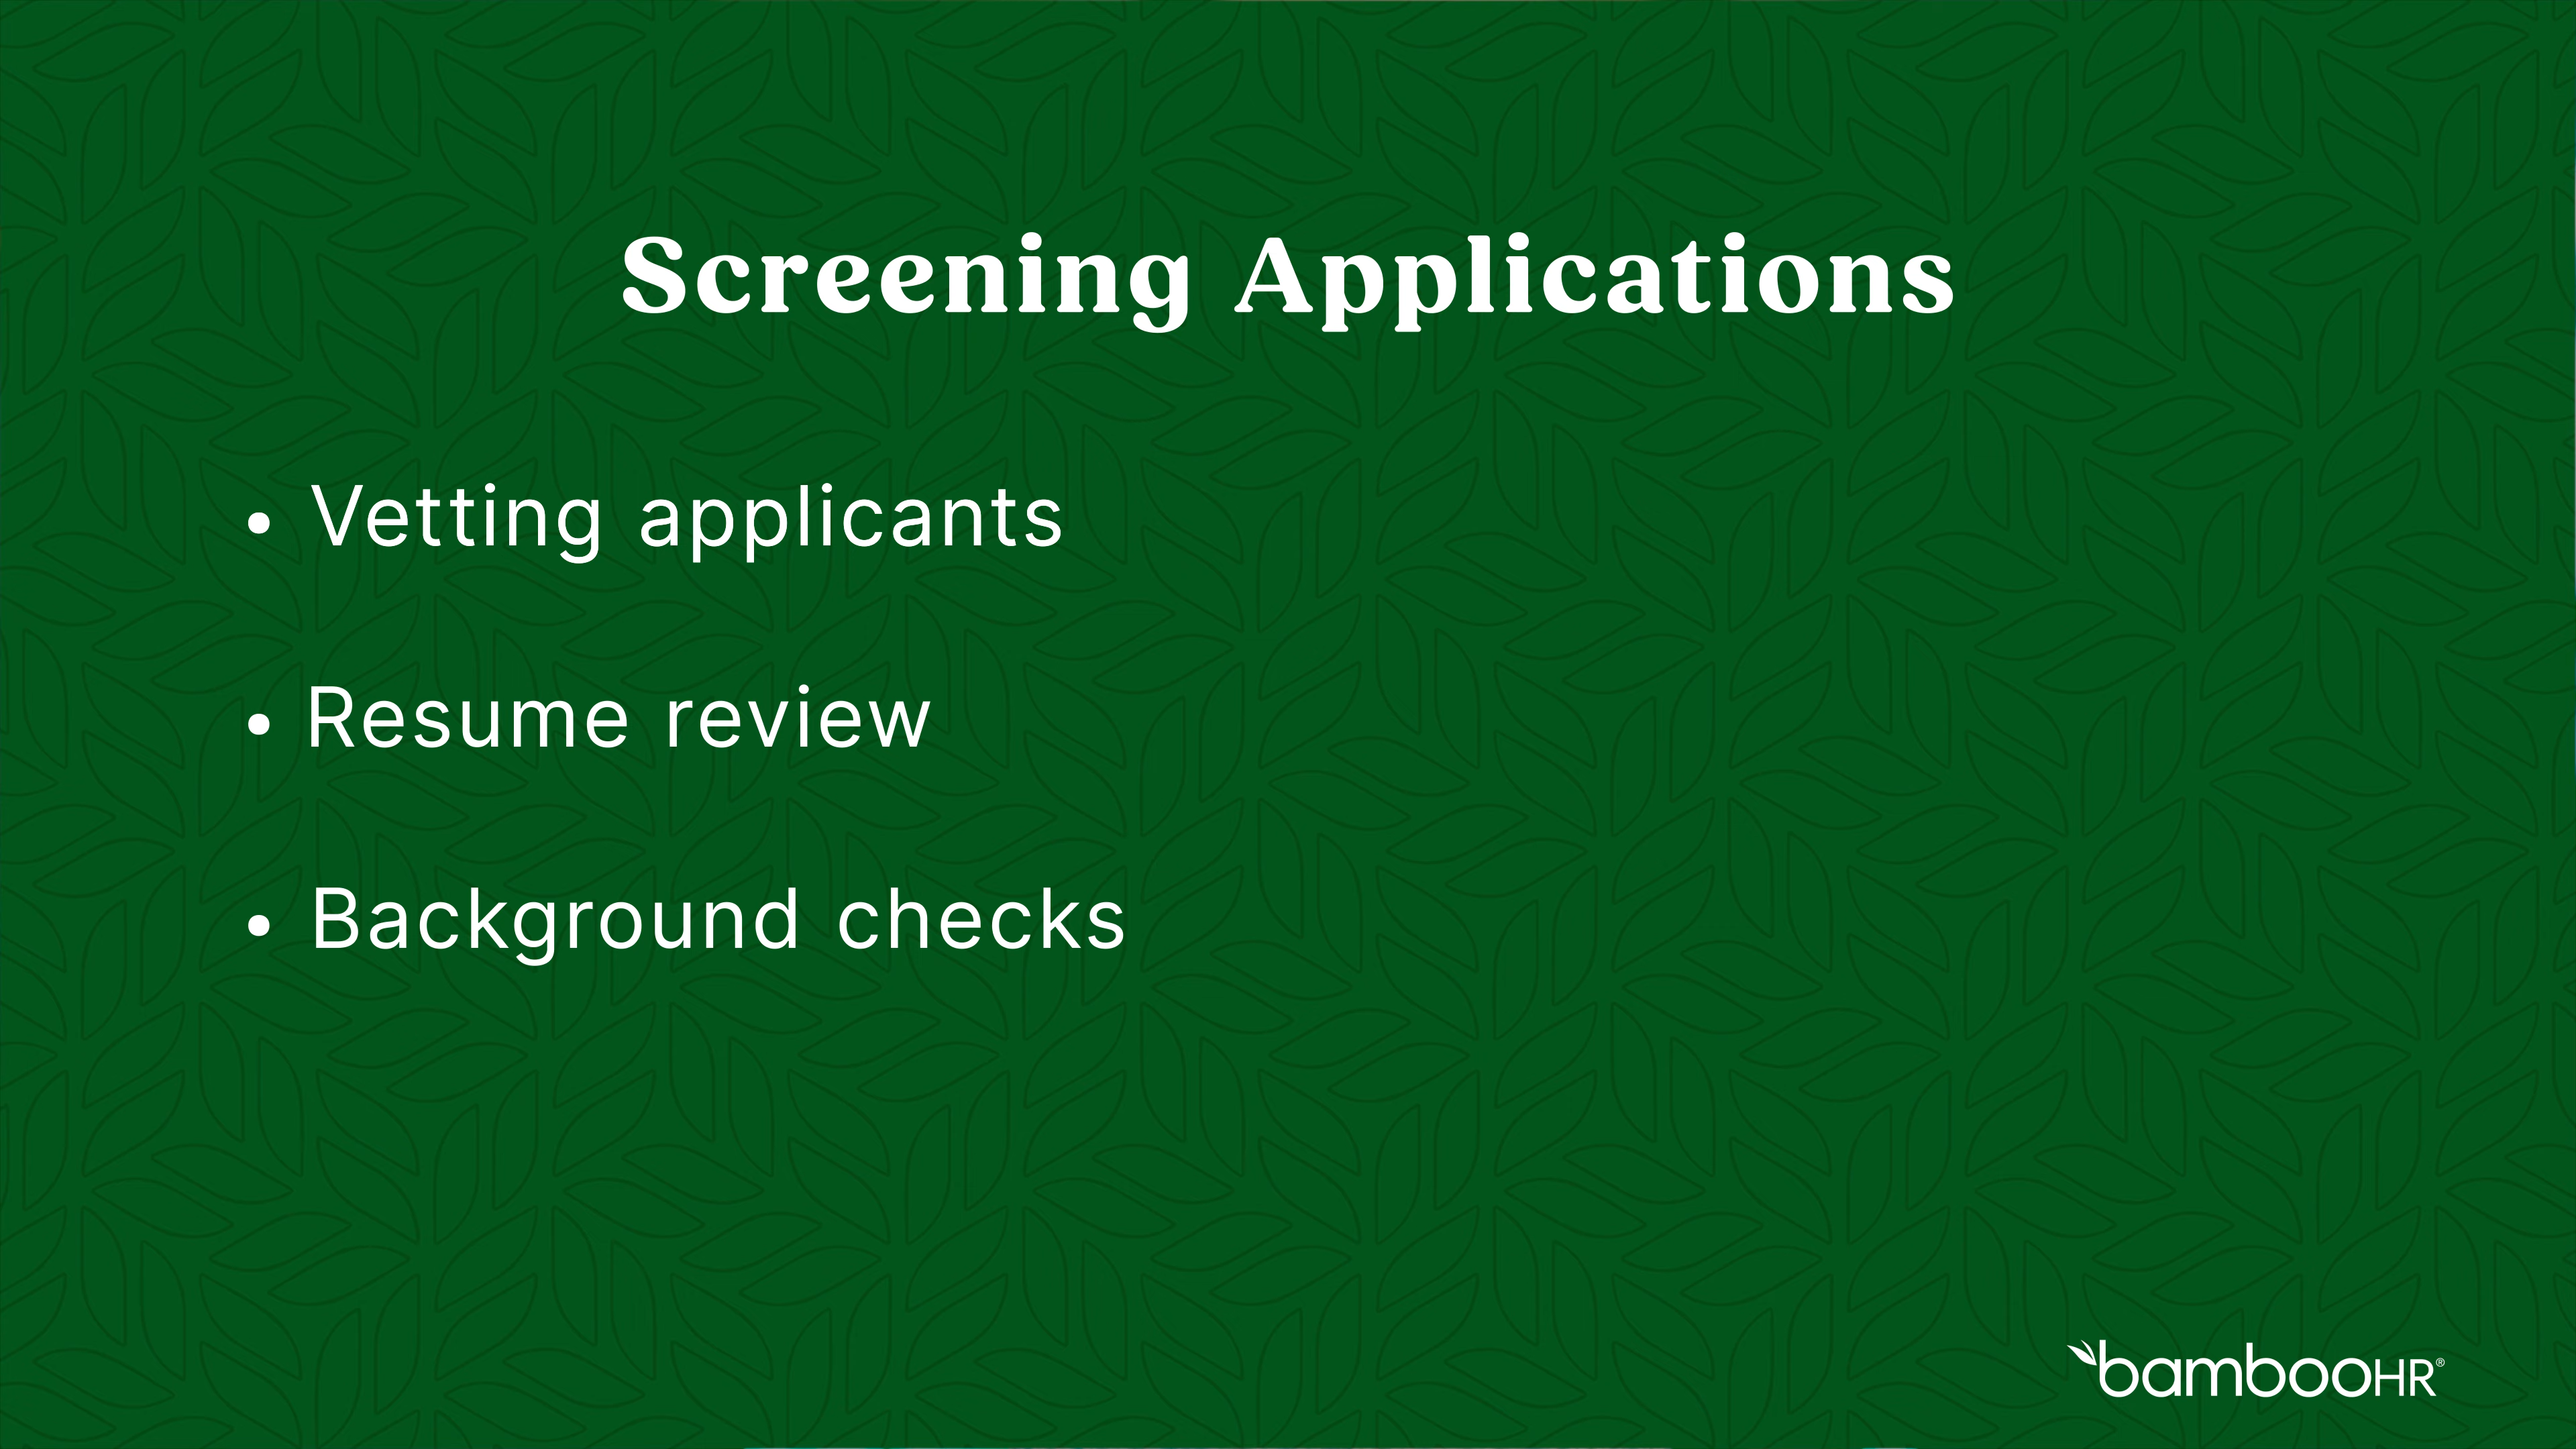 Screening Applications
• Vetting applicants
• Resume review
• Background checks
bambooHR®